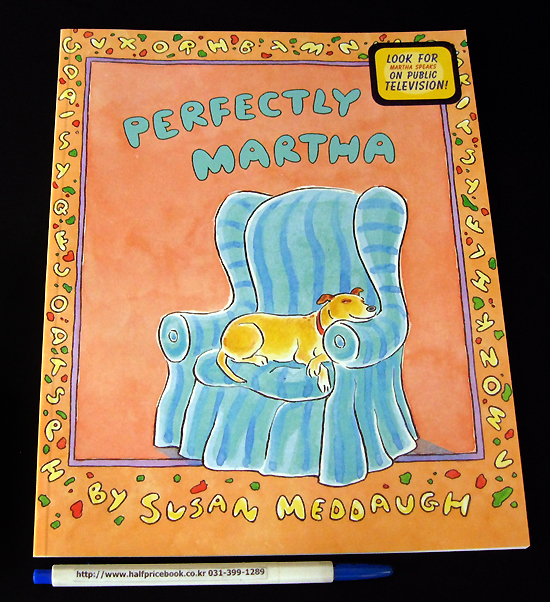 LOOK FOR
MARTHA SPEAKS
ON PUBLIC
TELEVISION!
PERFECTLY
MARTHA
BY SUSAN MEDDAUGH
http://www.halfpricebook.co.kr 031-399-1289